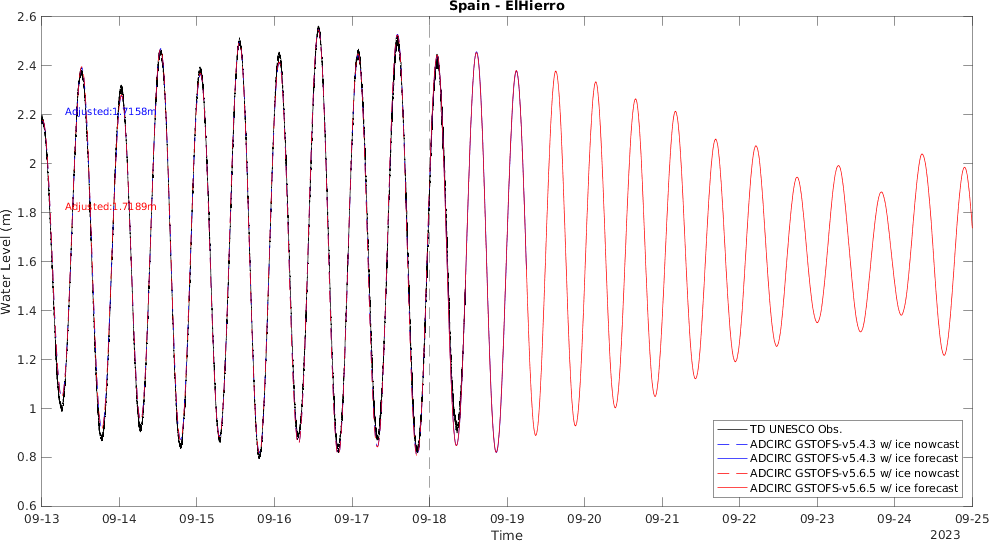 Spain - ElHierro
2.6
2.4
2.2
2
1.8
1.6
1.4
1.2
1
0.8
0.6
Water Level (m)
Adjusted:1.7158m
Adjusted:1.7189m
TD UNESCO Obs.
ADCIRC GSTOFS-v5.4.3 w/ ice nowcast
ADCIRC GSTOFS-v5.4.3 w/ ice forecast
ADCIRC GSTOFS-v5.6.5 w/ ice nowcast
ADCIRC GSTOFS-v5.6.5 w/ ice forecast
09-13 09-14 09-15 09-16 09-17 09-18 09-19 09-20 09-21 09-22 09-23 09-24 09-25
Time
2023